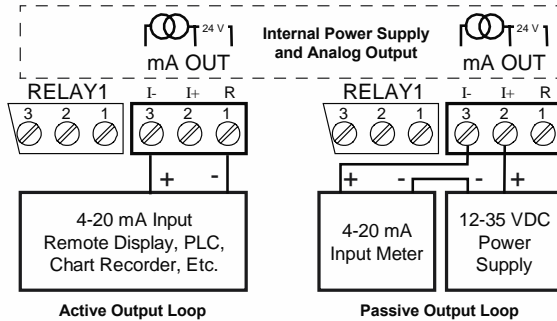 24 V
Internal Power Supply
and Analog Output
24 V
mA OUT
mA OUT
RELAY1
I- I+ R
RELAY1
I- I+ R
3 2 1
3 2 1
3 2 1
3 2 1
+ -
+ - - +
4-20 mA Input
Remote Display, PLC,
Chart Recorder, Etc.
4-20 mA
Input Meter
12-35 VDC
Power
Supply
Active Output Loop
Passive Output Loop